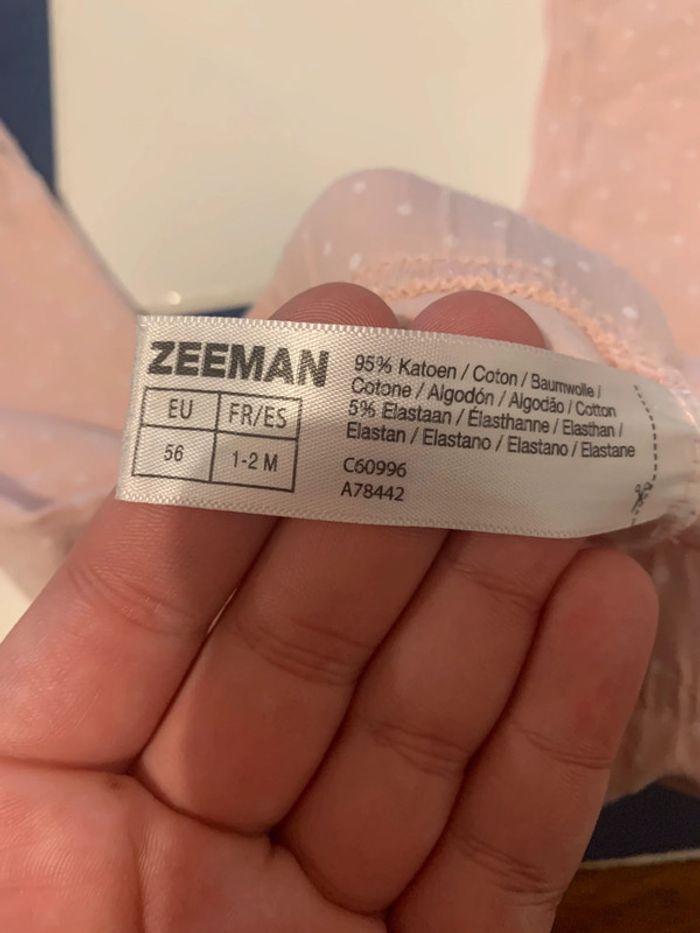 ZEEMAN
EU FR/ES
56 1-2 M
95% Katoen / Coton / Baumwolle /
Cotone / Algodón / Algodão / Cotton
5% Elastaan / Élasthanne / Elasthan /
Elastan / Elastano / Elastano / Elastane
C60996
A78442